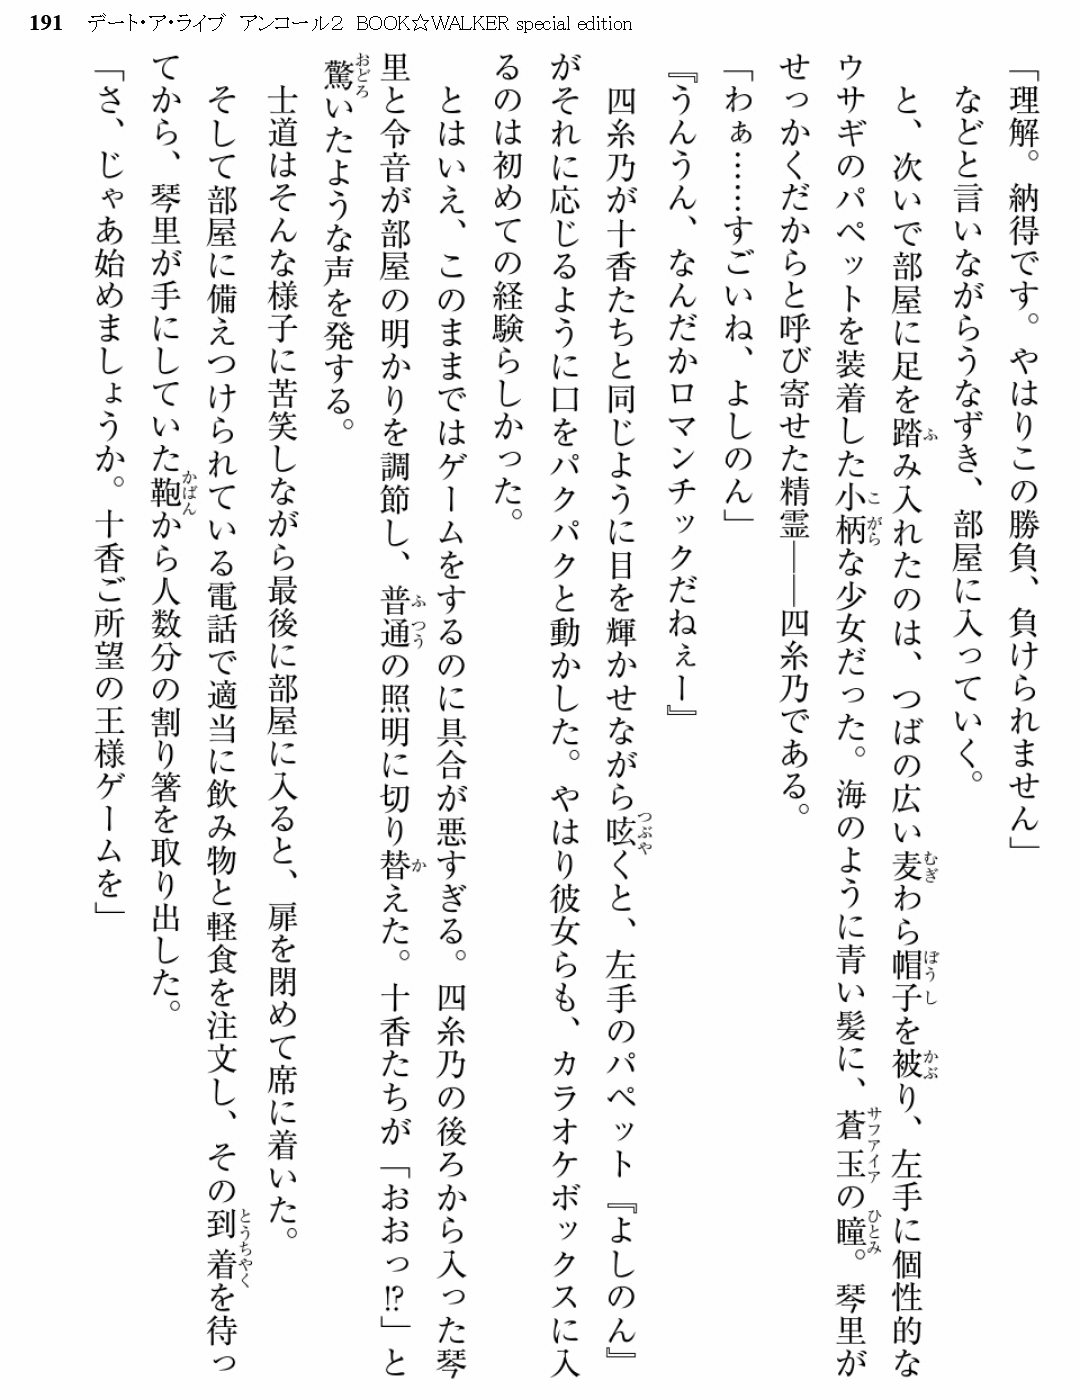 191 デート・ア・ライブ アンコール2 BOOK☆WALKER special edition
「理解。納得です。やはりこの勝負、負けられません」
などと言いながらうなずき、部屋に入っていく。
と、次いで部屋に足を踏み入れたのは、つばの広い麦わら帽子を被り、左手に個性的な
ウサギのパペットを装着した小柄な少女だった。海のように青い髪に、蒼玉の瞳。琴里が
せっかくだからと呼び寄せた精霊――四糸乃である。
「わぁ……すごいね、よしのん」
『うんうん、なんだかロマンチックだねぇー』
四糸乃が十香たちと同じように目を輝かせながら呟くと、左手のパペット『よしのん』
がそれに応じるように口をパクパクと動かした。やはり彼女らも、カラオケボックスに入
るのは初めての経験らしかった。
とはいえ、このままではゲームをするのに具合が悪すぎる。四糸乃の後ろから入った琴
里と令音が部屋の明かりを調節し、普通の照明に切り替えた。十香たちが「おおっ!?」と
驚いたような声を発する。
士道はそんな様子に苦笑しながら最後に部屋に入ると、扉を閉めて席に着いた。
そして部屋に備えつけられている電話で適当に飲み物と軽食を注文し、その到着を待っ
てから、琴里が手にしていた鞄から人数分の割り箸を取り出した。
「さ、じゃあ始めましょうか。十香ご所望の王様ゲームを」